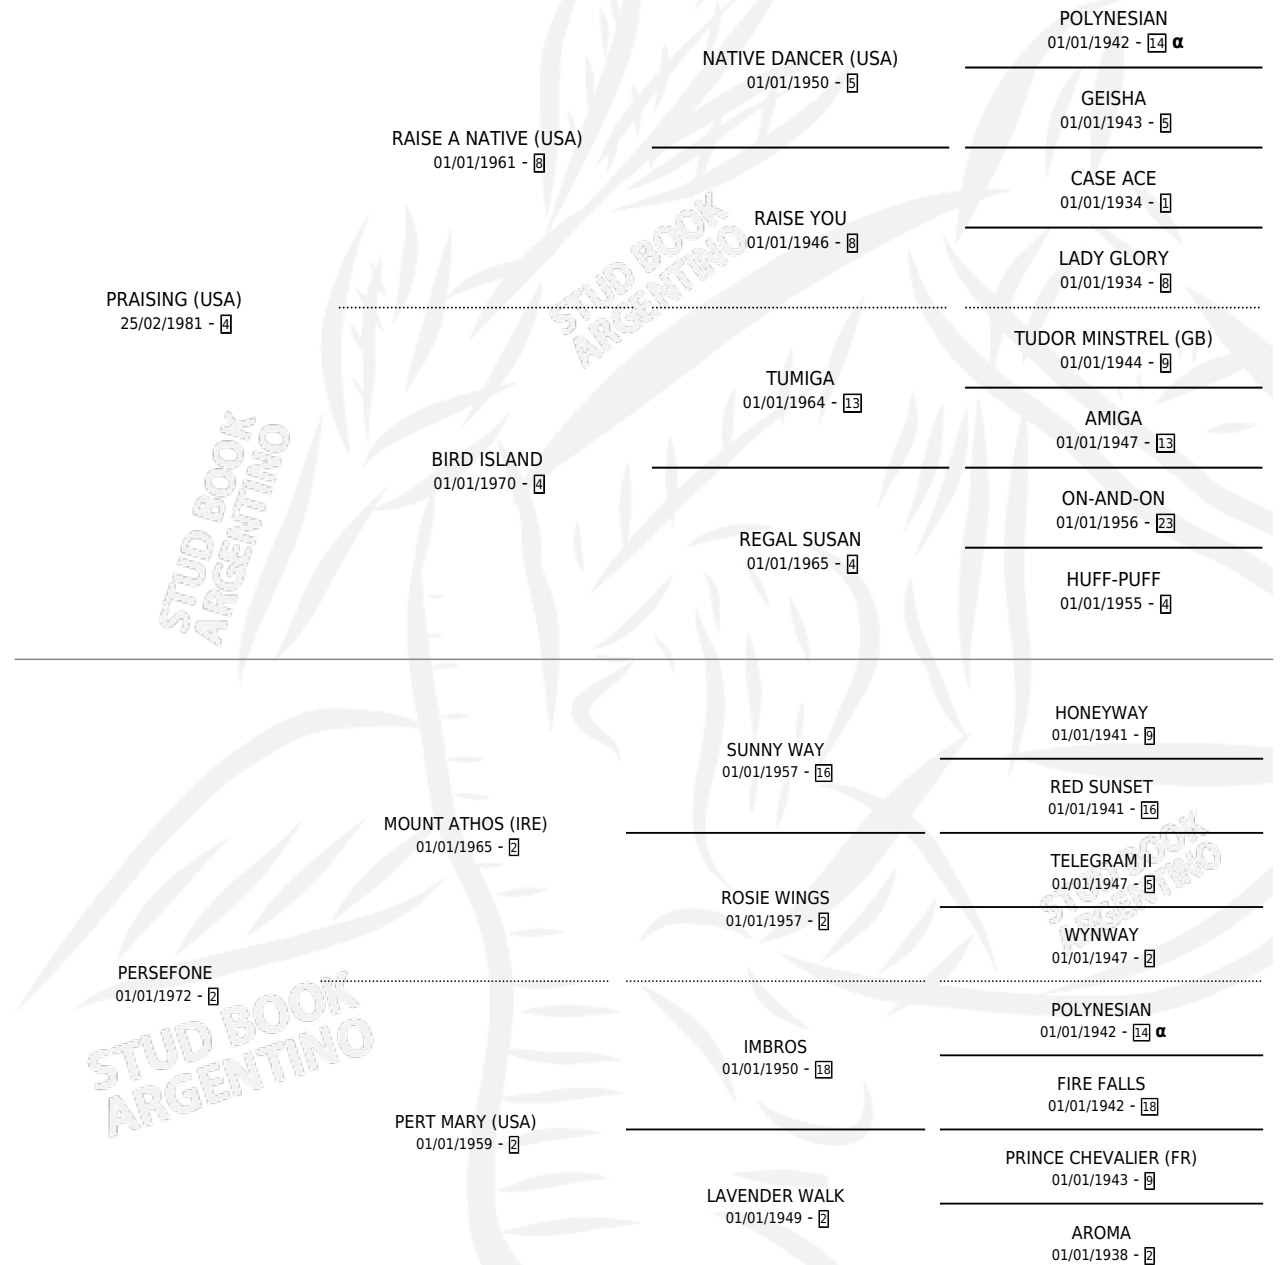 POLYNESIAN
01/01/1942 - 14 α
NATIVE DANCER (USA)
01/01/1950 - 5
GEISHA
01/01/1943 - 5
RAISE A NATIVE (USA)
01/01/1961 - 8
CASE ACE
01/01/1934 - 1
RAISE YOU
01/01/1946 - 8
LADY GLORY
01/01/1934 - 8
PRAISING (USA)
25/02/1981 - 4
STUD BOOK
ARGENTINO
TUDOR MINSTREL (GB)
01/01/1944 - 9
TUMIGA
01/01/1964 - 13
AMIGA
01/01/1947 - 13
BIRD ISLAND
01/01/1970 - 4
ON-AND-ON
01/01/1956 - 23
REGAL SUSAN
01/01/1965 - 4
HUFF-PUFF
01/01/1955 - 4
STUD BOOK
ARGENTINO
HONEYWAY
01/01/1941 - 9
SUNNY WAY
01/01/1957 - 16
RED SUNSET
01/01/1941 - 16
MOUNT ATHOS (IRE)
01/01/1965 - 2
TELEGRAM II
01/01/1947 - 5
ROSIE WINGS
01/01/1957 - 2
WYNWAY
01/01/1947 - 2
STUD BOOK
ARGENTINO
PERSEFONE
01/01/1972 - 2
POLYNESIAN
01/01/1942 - 14 α
IMBROS
01/01/1950 - 18
FIRE FALLS
01/01/1942 - 18
STUD BOOK
ARGENTINO
PERT MARY (USA)
01/01/1959 - 2
PRINCE CHEVALIER (FR)
01/01/1943 - 9
LAVENDER WALK
01/01/1949 - 2
AROMA
01/01/1938 - 2